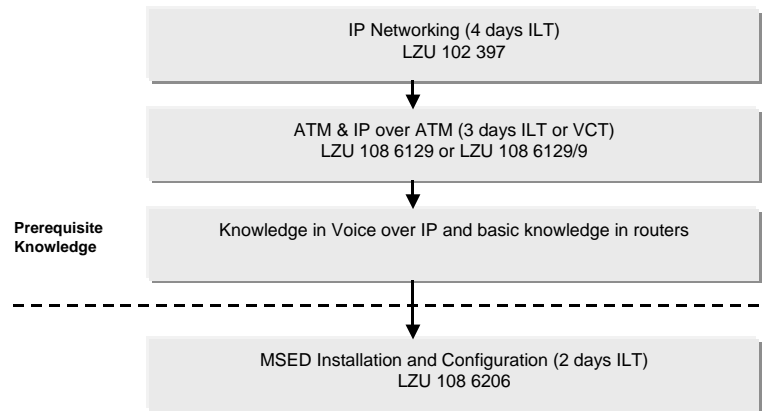 IP Networking (4 days ILT)
LZU 102 397
ATM & IP over ATM (3 days ILT or VCT)
LZU 108 6129 or LZU 108 6129/9
Prerequisite
Knowledge
Knowledge in Voice over IP and basic knowledge in routers
MSED Installation and Configuration (2 days ILT)
LZU 108 6206